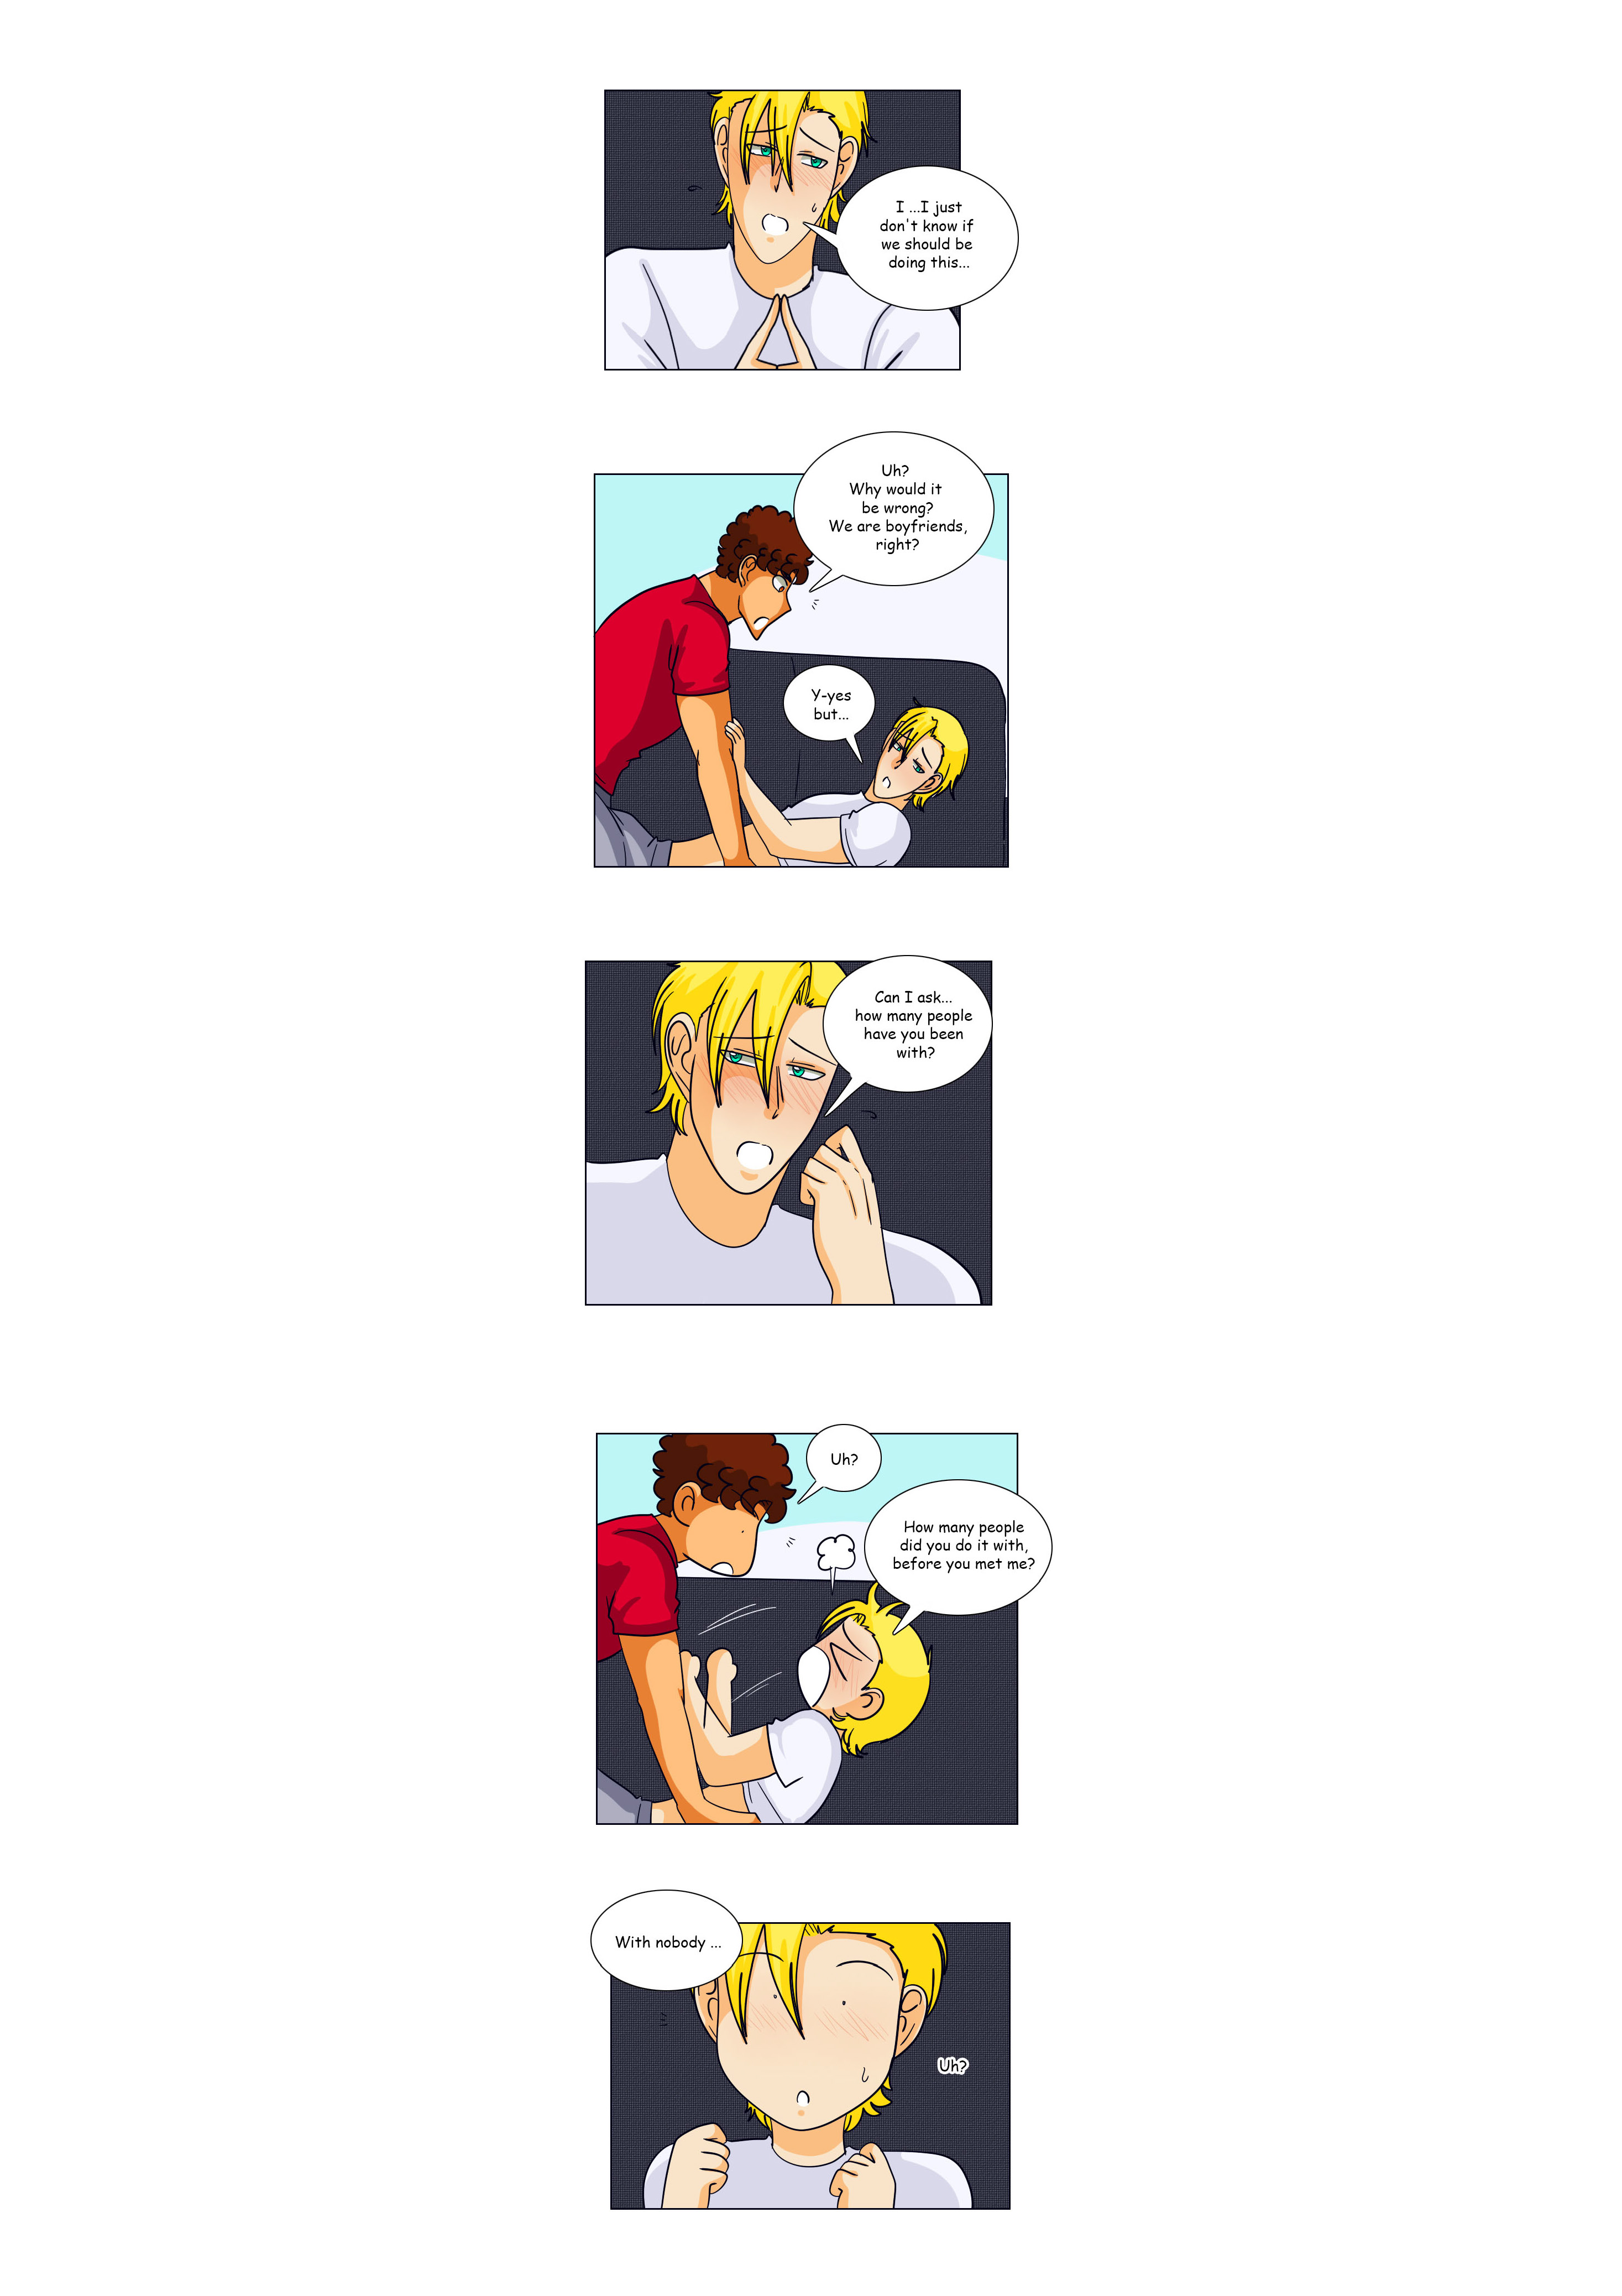 I ...I just
don't know if
we should be
doing this...
Uh?
Why would it
be wrong?
We are boyfriends,
right?
Y-yes
but...
Can I ask...
how many people
have you been
with?
Uh?
How many people
did you do it with,
before you met me?
With nobody ...
Uh?